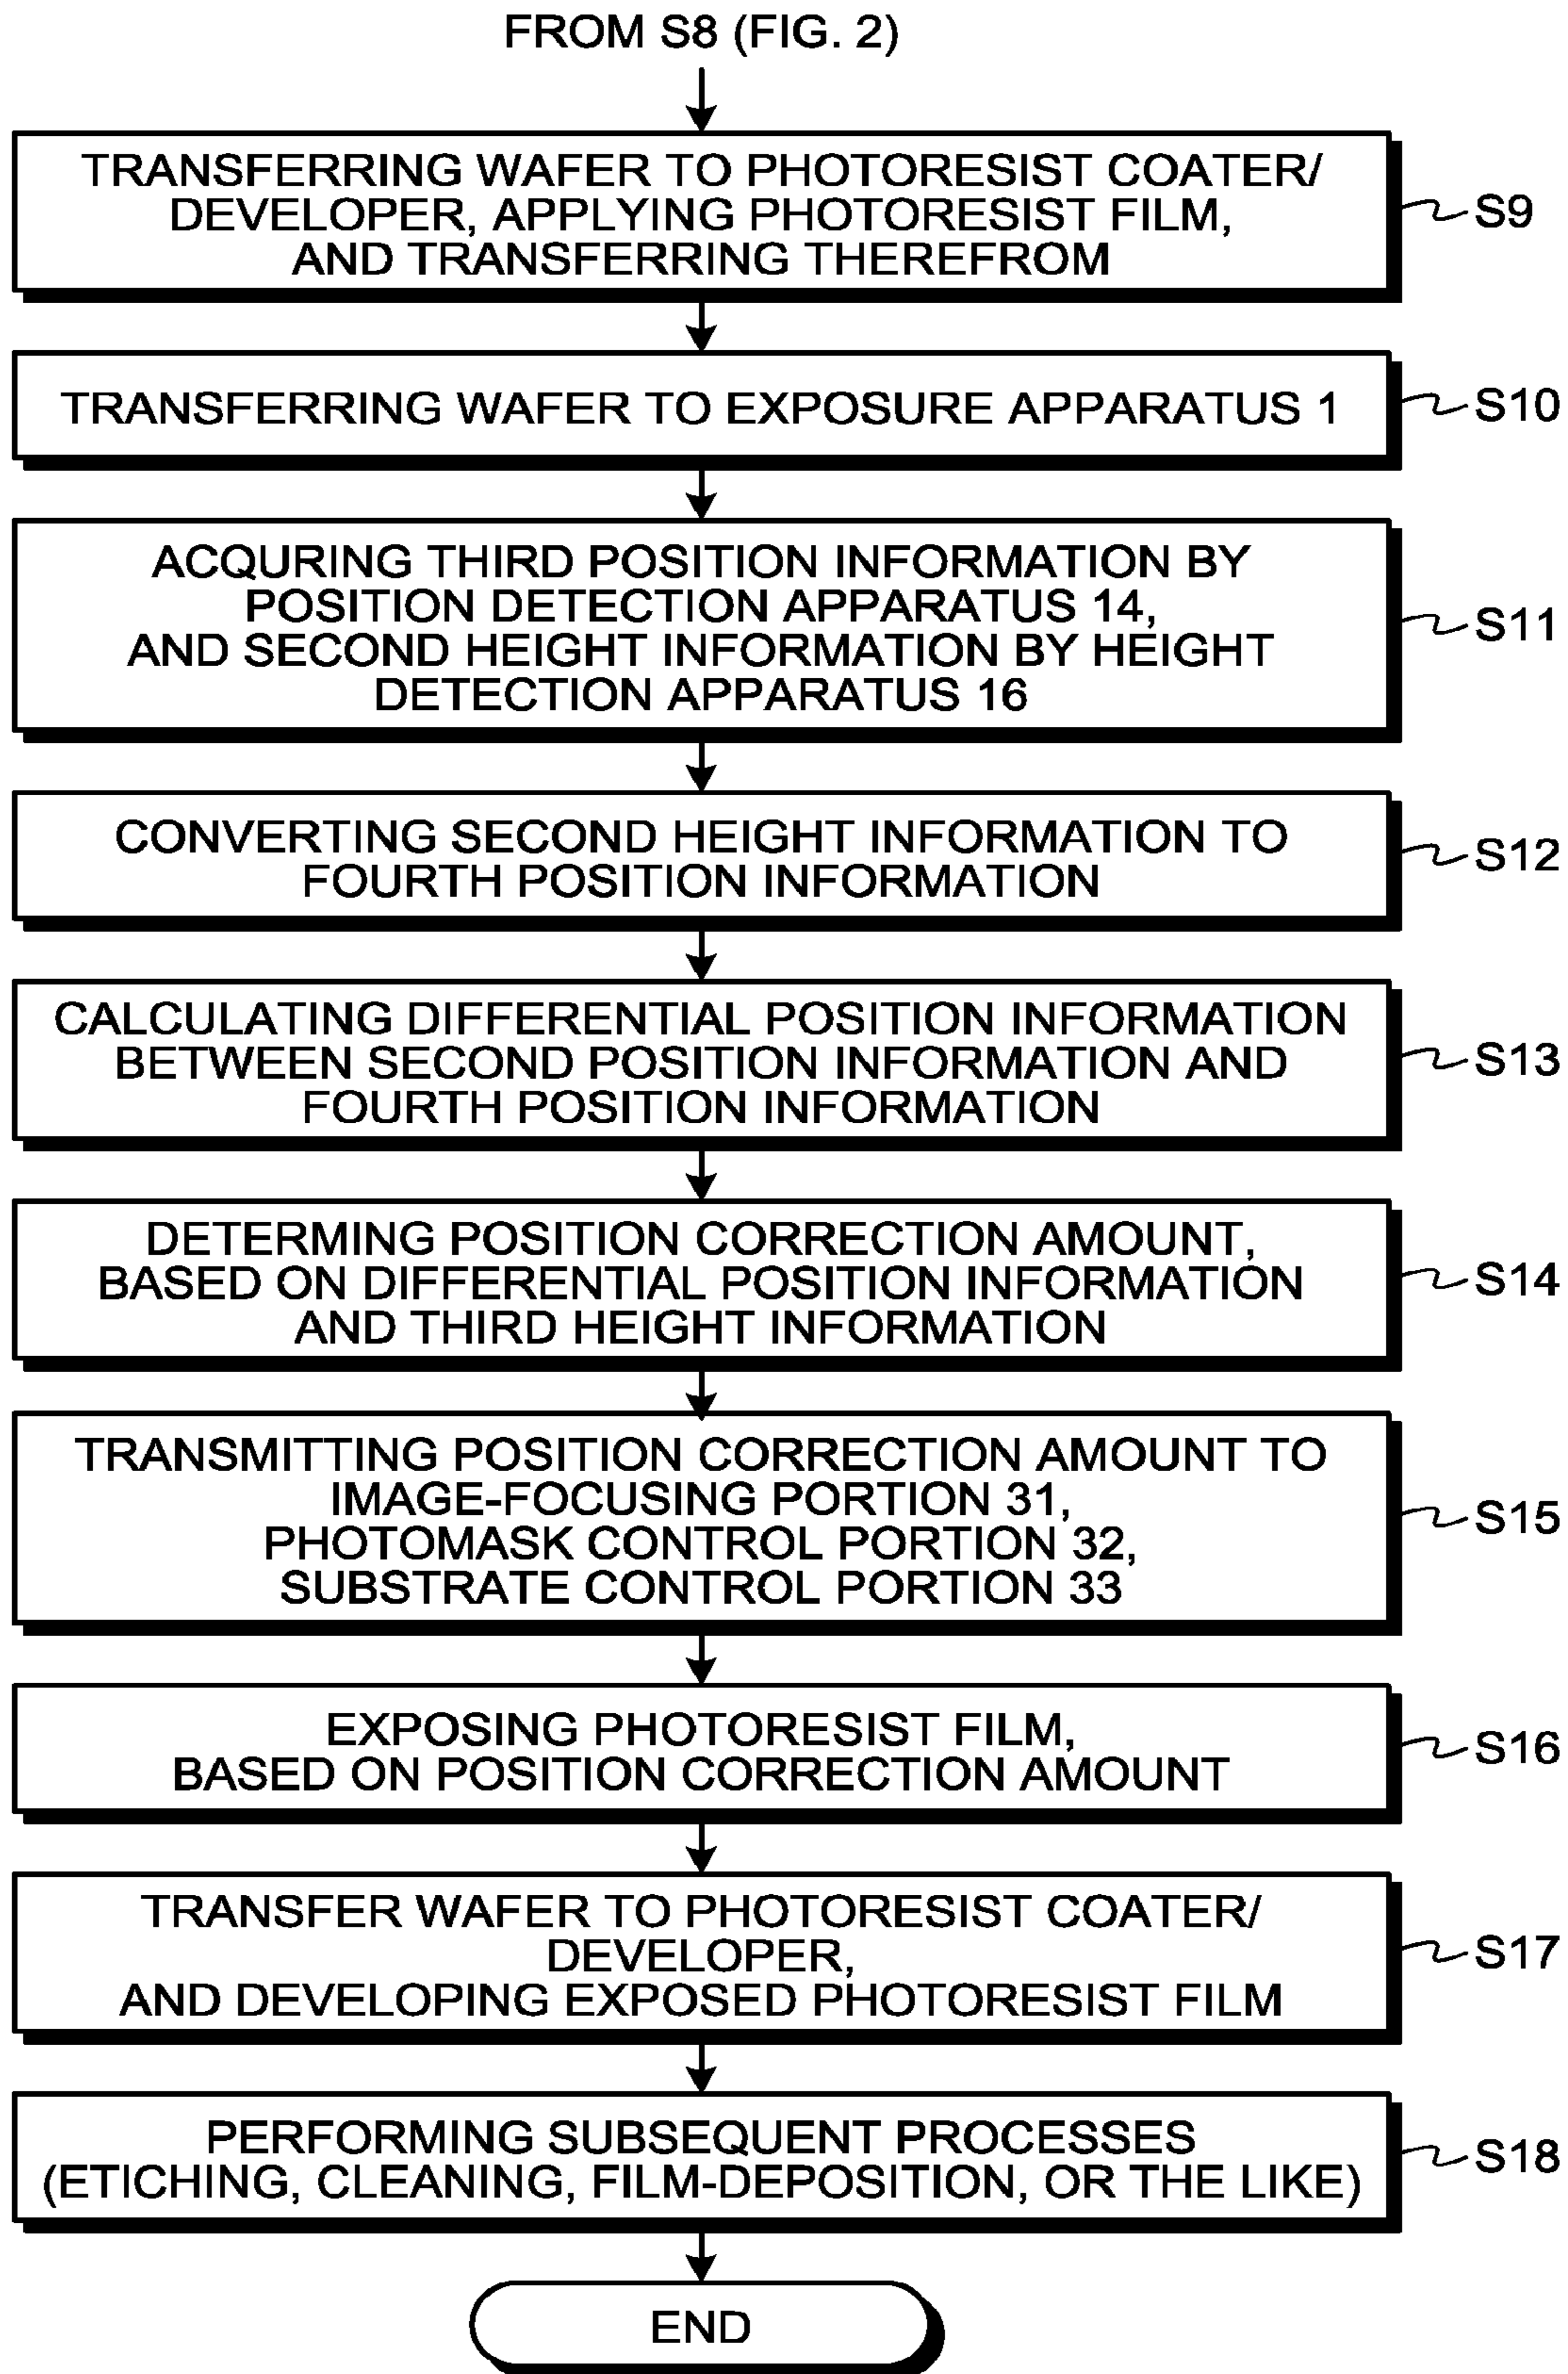 FROM S8 (FIG. 2)
TRANSFERRING WAFER TO PHOTORESIST COATER/
DEVELOPER, APPLYING PHOTORESIST FILM,
AND TRANSFERRING THEREFROM
S9
TRANSFERRING WAFER TO EXPOSURE APPARATUS 1
S10
ACQURING THIRD POSITION INFORMATION BY
POSITION DETECTION APPARATUS 14,
AND SECOND HEIGHT INFORMATION BY HEIGHT
DETECTION APPARATUS 16
S11
CONVERTING SECOND HEIGHT INFORMATION TO
FOURTH POSITION INFORMATION
S12
CALCULATING DIFFERENTIAL POSITION INFORMATION
BETWEEN SECOND POSITION INFORMATION AND
FOURTH POSITION INFORMATION
S13
DETERMING POSITION CORRECTION AMOUNT,
BASED ON DIFFERENTIAL POSITION INFORMATION
AND THIRD HEIGHT INFORMATION
S14
TRANSMITTING POSITION CORRECTION AMOUNT TO
IMAGE-FOCUSING PORTION 31,
PHOTOMASK CONTROL PORTION 32,
SUBSTRATE CONTROL PORTION 33
S15
EXPOSING PHOTORESIST FILM,
BASED ON POSITION CORRECTION AMOUNT
S16
TRANSFER WAFER TO PHOTORESIST COATER/
DEVELOPER,
AND DEVELOPING EXPOSED PHOTORESIST FILM
S17
PERFORMING SUBSEQUENT PROCESSES
(ETICHING, CLEANING, FILM-DEPOSITION, OR THE LIKE)
S18
END